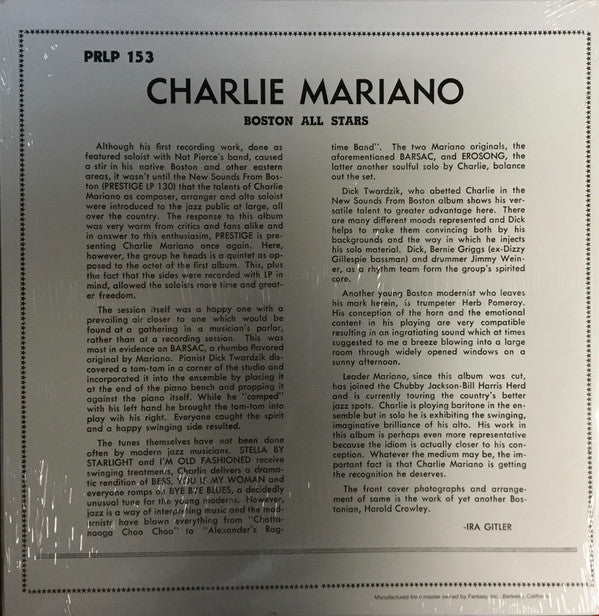 PRLP 153
CHARLIE MARIANO
BOSTON ALL STARS
Although his first recording work, done as
featured soloist with Nat Pierce's band, caused
a stir in his native Boston and other eastern
areas, it wasn't until the New Sounds From Bos-
ton (PRESTIGE LP 130) that the talents of Charlie
Mariano as composer, arranger and alto soloist
were introduced to the jazz public at large, all
over the country. The response to this album
was very warm from critics and fans alike and
in answer to this enthusiasim, PRESTIGE is pre-
senting Charlie Mariano once again. Here,
however, the group he heads is a quintet as op-
posed to the octet of the first album. This, plus
the fact that the sides were recorded with LP in
mind, allowed the soloists more time and great-
er freedom.
The session itself was a happy one with a
prevailing air closer to one which would be
found at a gathering in a musician's parlor,
rather than at a recording session. This was
most in evidence on BARSAC, a rhumba flavored
original by Mariano. Pianist Dick Twardzik dis-
covered a tom-tom in a corner of the studio and
incorporated it into the ensemble by placing it
at the end of the piano bench and propping it
against the piano itself. While he "comped"
with his left hand he brought the tom-tom into
play wih his right. Everyone caught the spirit
and a happy swinging side resulted.
The tunes themselves have not been done
often by modern jazz musicians. STELLA BY
STARLIGHT and I'M OLD FASHIONED receive
swinging treatments, Charlie delivers a drama-
tic rendition of BESS, YOU IS MY WOMAN and
everyone romps on BYE BYE BLUES, a decidedly
unusual tune for the young moderns. However,
jazz is a way of interpreting music and the mod-
ernists have blown everything from "Chatta-
nooga Choo Choo" to "Alexander's Rag-
time Band". The two Mariano originals, the
aforementioned BARSAC, and EROSONG, the
latter another soulful solo by Charlie, balance
out the set.
Dick Twardzik, who abetted Charlie in the
New Sounds From Boston album shows his ver-
satile talent to greater advantage here. There
are many different moods represented and Dick
helps to make them convincing both by his
backgrounds and the way in which he injects
his solo material. Dick, Bernie Griggs (ex-Dizzy
Gillespie bassman) and drummer Jimmy Wein-
er, as a rhythm team form the group's spirited
core.
Another young Boston modernist who leaves
his mark herein, is trumpeter Herb Pomeroy.
His conception of the horn and the emotional
content in his playing are very compatible
resulting in an ingratiating sound which at times
suggested to me a breeze blowing into a large
room through widely opened windows on a
sunny afternoon.
Leader Mariano, since this album was cut,
has joined the Chubby Jackson-Bill Harris Herd
and is currently touring the country's better
jazz spots. Charlie is playing baritone in the en-
semble but in solo he is exhibiting the swinging,
imaginative brilliance of his alto. His work in
this album is perhaps even more representative
because the idiom is actually closer to his con-
ception. Whatever the medium may be, the im-
portant fact is that Charlie Mariano is getting
the recognition he deserves.
The front cover photographs and arrange-
ment of same is the work of yet another Bos-
tonian, Harold Crowley.
-IRA GITLER
Manufactured from master owned by Fantasy, Inc., Berkeley, California